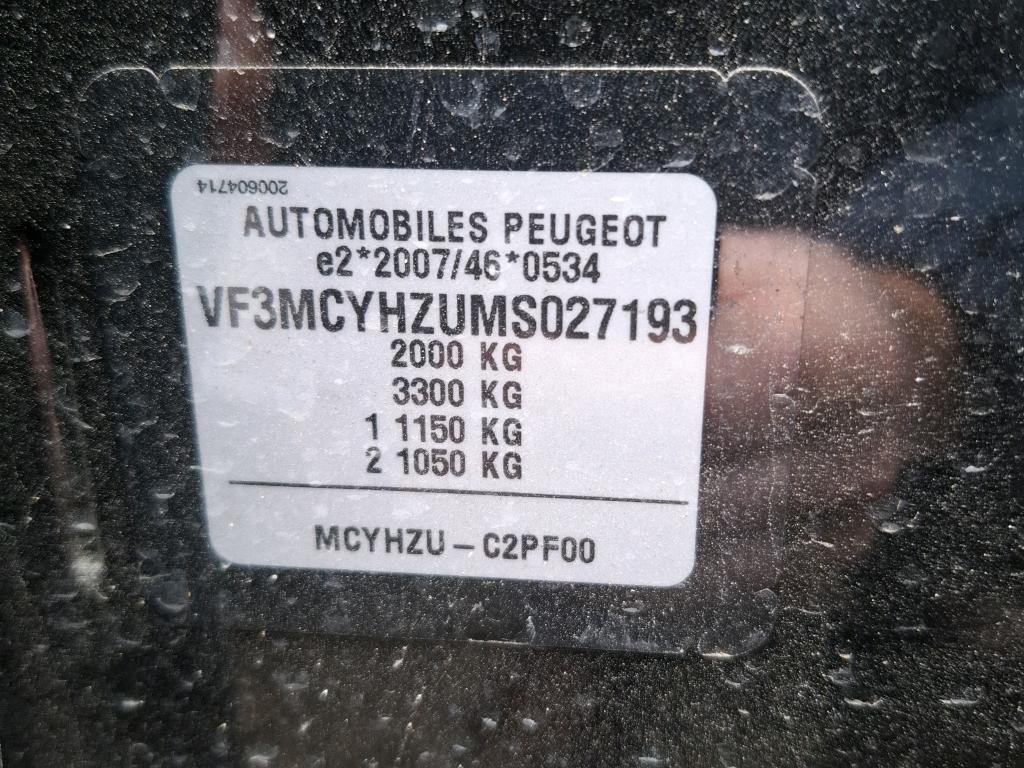 200604714
AUTOMOBILES PEUGEOT
e2*2007/46*0534
VF3MCYHZUMS027193
2000 KG
3300 KG
1 1150 KG
2 1050 KG
MCYHZU - C2PF00